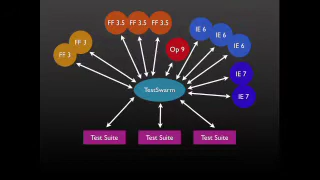 FF 3.5 FF 3.5 FF 3.5
FF 3
FF 3
Op 9
IE 6
IE 6
IE 6
IE 7
IE 7
TestSwarm
Test Suite Test Suite Test Suite